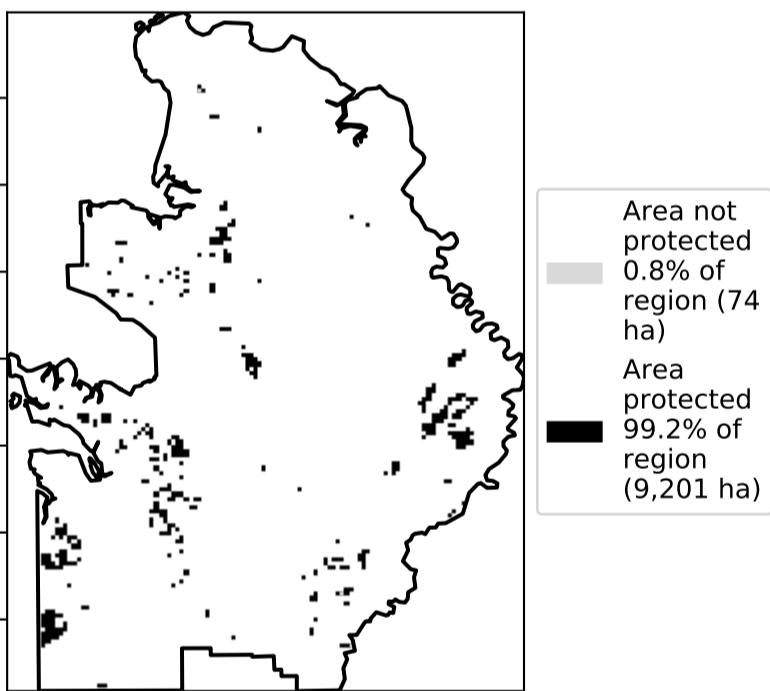 Area not
protected
0.8% of
region (74
ha)
Area
protected
99.2% of
region
(9,201 ha)